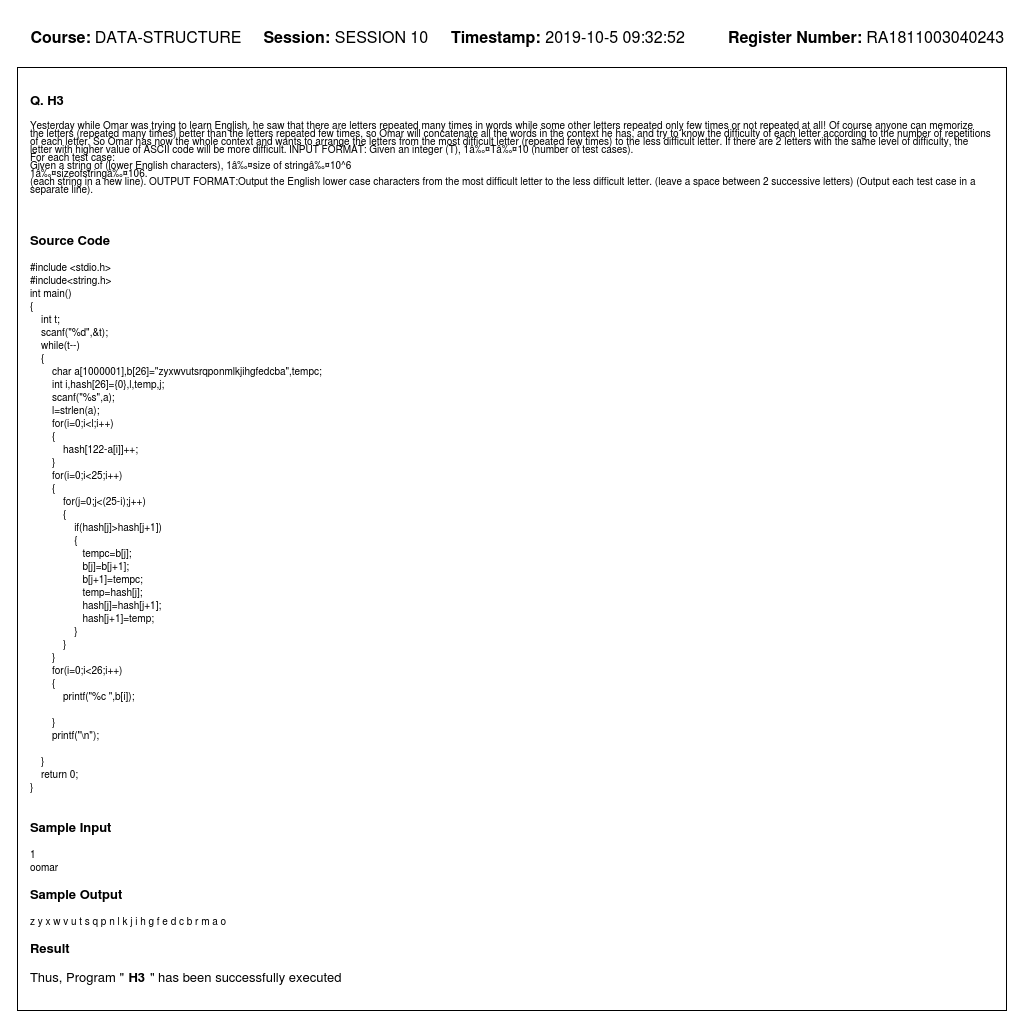 Course: DATA-STRUCTURE Session: SESSION 10 Timestamp: 2019-10-5 09:32:52 Register Number: RA1811003040243
Q. H3
Yesterday while Omar was trying to learn English, he saw that there are letters repeated many times in words while some other letters repeated only few times or not repeated at all! Of course anyone can memorize
the letters (repeated many times) better than the letters repeated few times, so Omar will concatenate all the words in the context he has, and try to know the difficulty of each letter according to the number of repetitions
of each letter. So Omar has now the whole context and wants to arrange the letters from the most difficult letter (repeated few times) to the less difficult letter. If there are 2 letters with the same level of difficulty, the
letter with higher value of ASCII code will be more difficult. INPUT FORMAT: Given an integer (T), 1â‰¤Tâ‰¤10 (number of test cases).
For each test case:
Given a string of (lower English characters), 1â‰¤size of stringâ‰¤10^6
1â‰¤sizeofstringâ‰¤106.
(each string in a new line). OUTPUT FORMAT:Output the English lower case characters from the most difficult letter to the less difficult letter. (leave a space between 2 successive letters) (Output each test case in a
separate line).
Source Code
#include <stdio.h>
#include<string.h>
int main()
{
int t;
scanf("%d",&t);
while(t--)
{
char a[1000001],b[26]="zyxwvutsrqponmlkjihgfedcba",tempc;
int i,hash[26]={0},l,temp,j;
scanf("%s",a);
l=strlen(a);
for(i=0;i<l;i++)
{
hash[122-a[i]]++;
}
for(i=0;i<25;i++)
{
for(j=0;j<(25-i);j++)
{
if(hash[j]>hash[j+1])
{
tempc=b[j];
b[j]=b[j+1];
b[j+1]=tempc;
temp=hash[j];
hash[j]=hash[j+1];
hash[j+1]=temp;
}
}
}
for(i=0;i<26;i++)
{
printf("%c ",b[i]);
}
printf("\n");
}
return 0;
}
Sample Input
1
oomar
Sample Output
z y x w v u t s q p n l k j i h g f e d c b r m a o
Result
Thus, Program " H3 " has been successfully executed